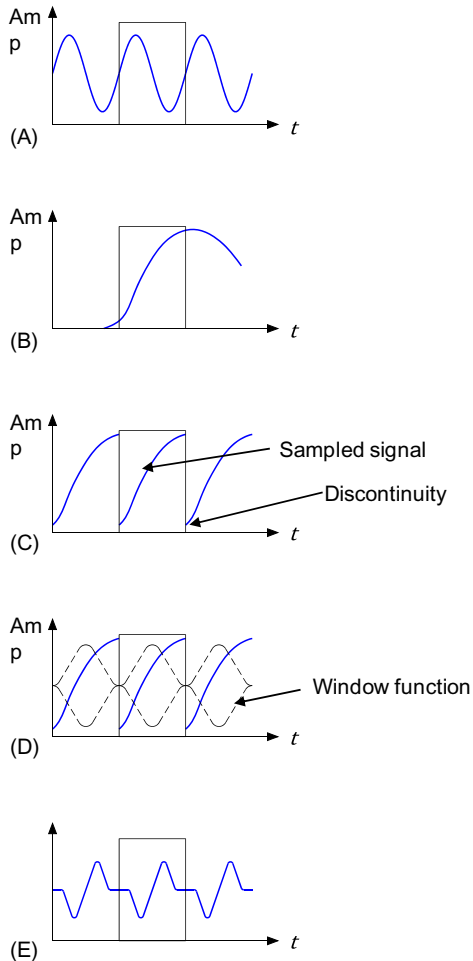 Am
p
t
(A)
Am
p
t
(B)
Am
p
Sampled signal
Discontinuity
t
(C)
Am
p
Window function
t
(D)
t
(E)